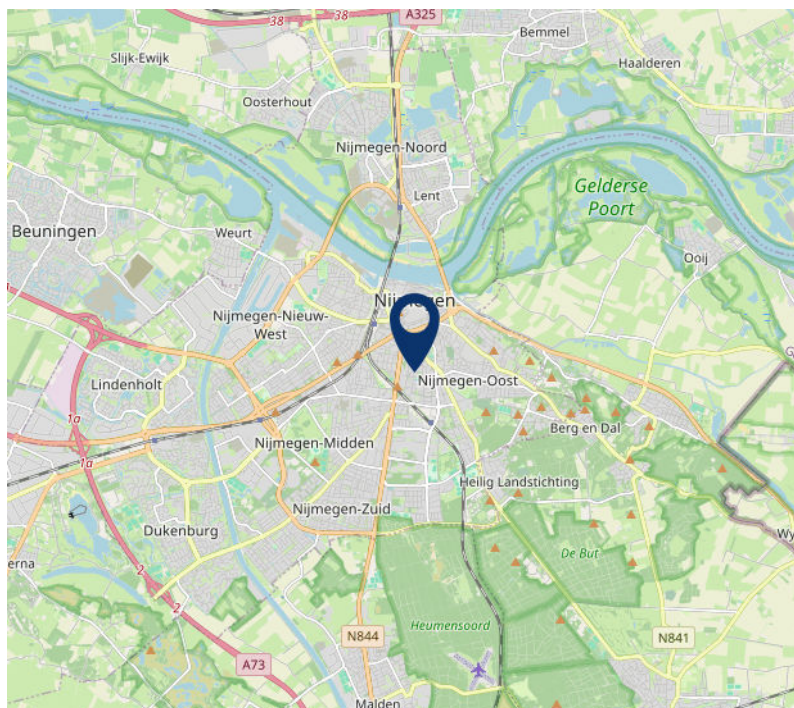 38
A325
38
Bemmel
Slijk-Ewijk
Haalderen
Oosterhout
Nijmegen-Noord
Gelderse
Poort
Lent
Beuningen
Weurt
Ooij
Nijmegen
Nijmegen-Nieuw-
West
Lindenholt
Nijmegen-Oost
1a
Berg en Dal
Nijmegen-Midden
1a
Heilig Landstichting
Nijmegen-Zuid
Dukenburg
Wy
De But
erna
2
2
Heumensoord
N844
N841
A73
Malden